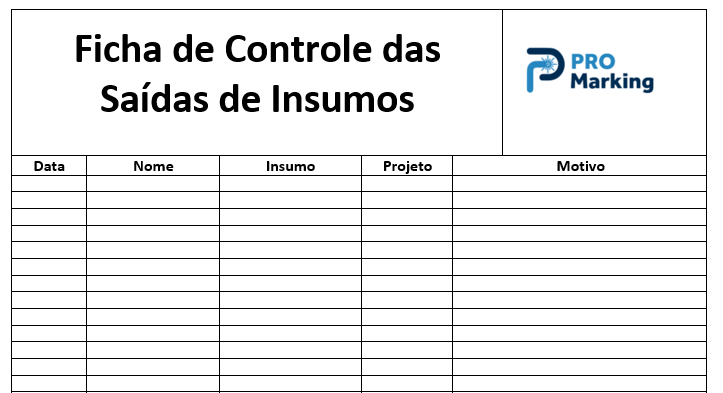 Ficha de Controle das
Saídas de Insumos
PRO
Marking
Data Nome Insumo Projeto Motivo